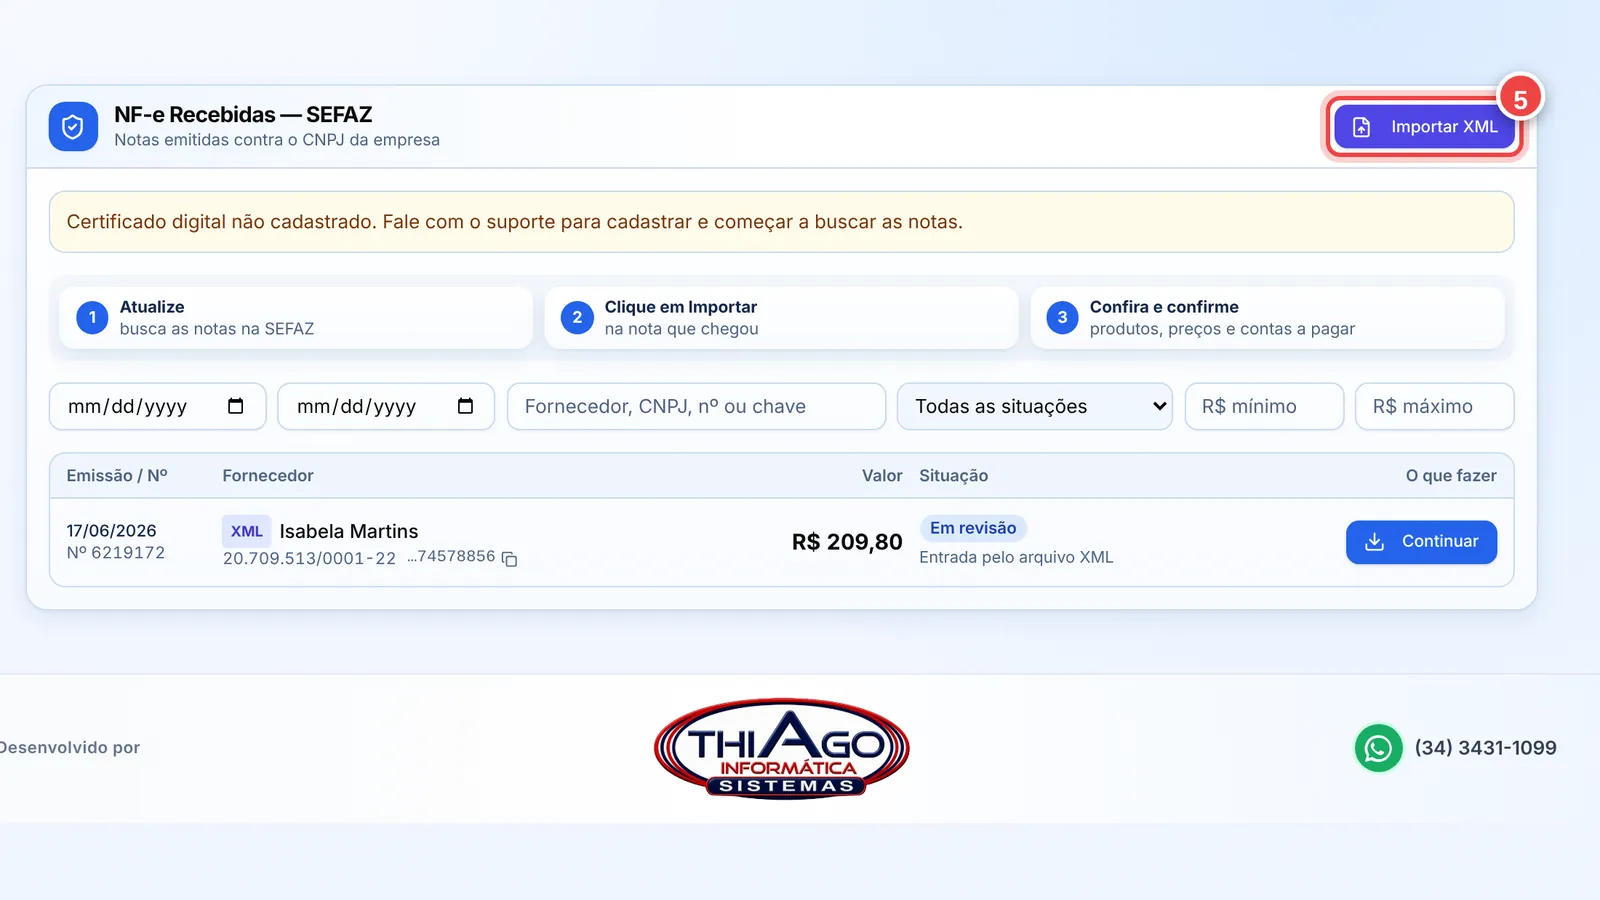 5
NF-e Recebidas — SEFAZ
Notas emitidas contra o CNPJ da empresa
Importar XML
Certificado digital não cadastrado. Fale com o suporte para cadastrar e começar a buscar as notas.
1 Atualize
busca as notas na SEFAZ
2 Clique em Importar
na nota que chegou
3 Confira e confirme
produtos, preços e contas a pagar
mm/dd/yyyy mm/dd/yyyy Fornecedor, CNPJ, nº ou chave Todas as situações R$ mínimo R$ máximo
Emissão / Nº Fornecedor Valor Situação O que fazer
17/06/2026 XML Isabela Martins R$ 209,80 Em revisão Continuar
Nº 6219172 20.709.513/0001-22 ...74578856 Entrada pelo arquivo XML
Desenvolvido por
THIAGO
INFORMÁTICA
SISTEMAS
(34) 3431-1099